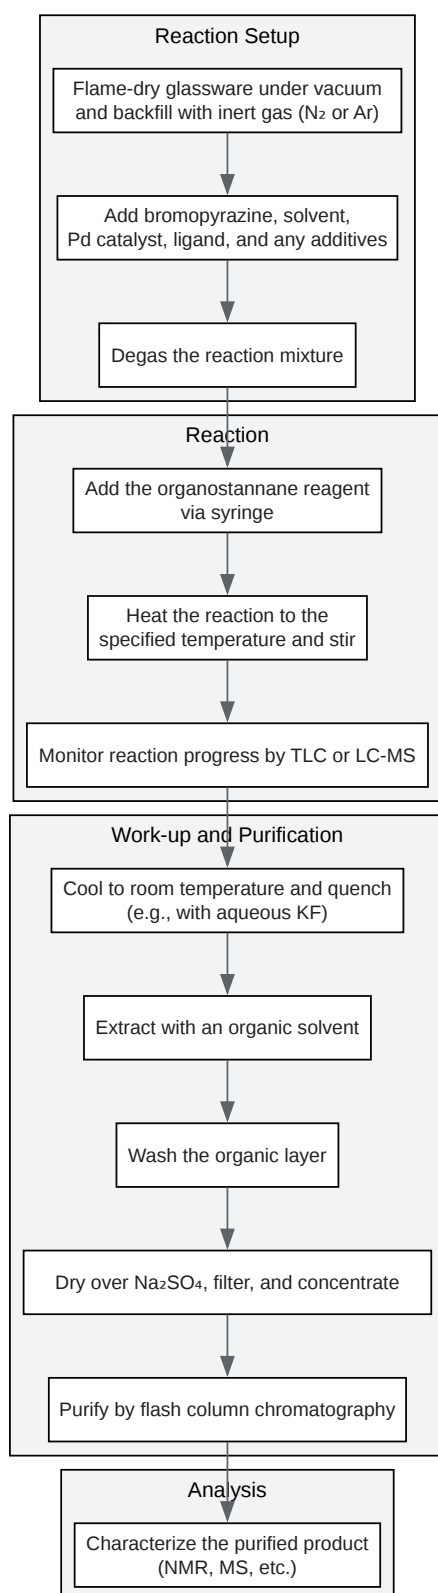 Reaction Setup
Flame-dry glassware under vacuum
and backfill with inert gas (N₂ or Ar)
Add bromopyrazine, solvent,
Pd catalyst, ligand, and any additives
Degas the reaction mixture
Reaction
Add the organostannane reagent
via syringe
Heat the reaction to the
specified temperature and stir
Monitor reaction progress by TLC or LC-MS
Work-up and Purification
Cool to room temperature and quench
(e.g., with aqueous KF)
Extract with an organic solvent
Wash the organic layer
Dry over Na₂SO₄, filter, and concentrate
Purify by flash column chromatography
Analysis
Characterize the purified product
(NMR, MS, etc.)